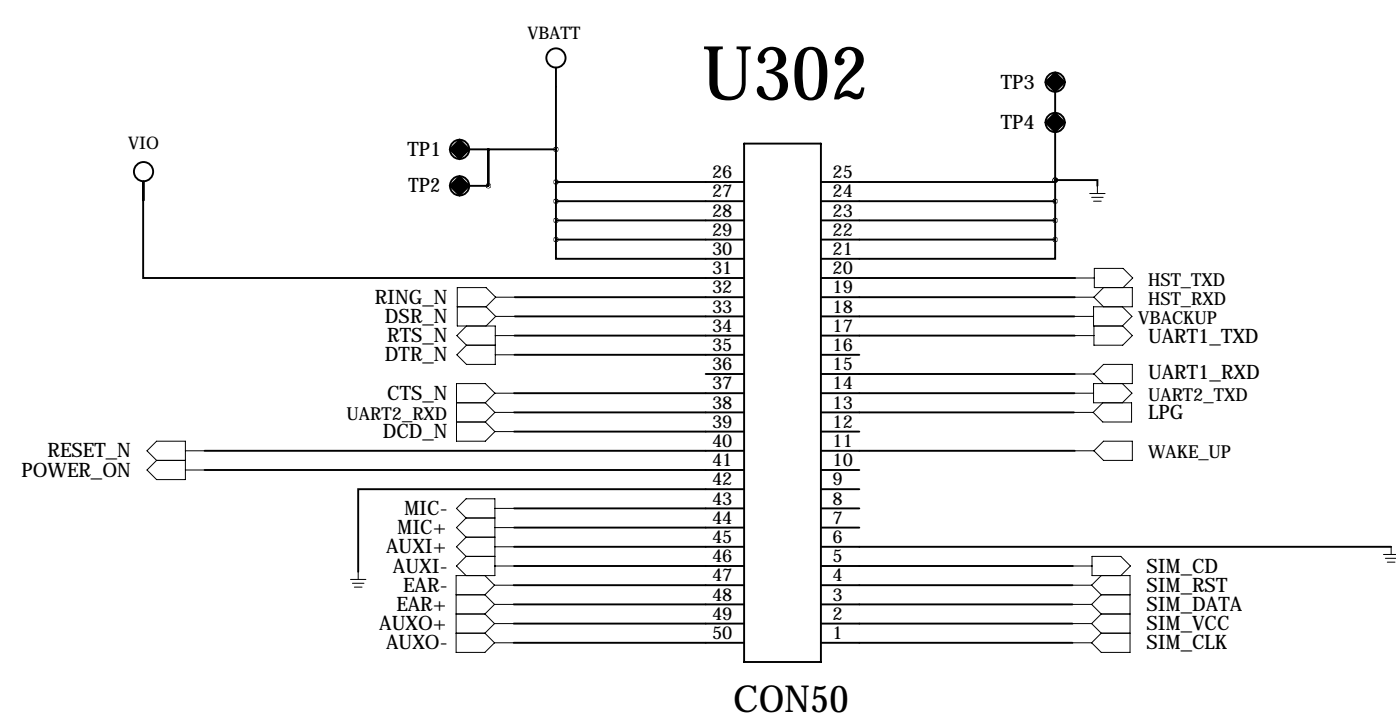 VBATT
U302
TP3
TP4
VIO
TP1
TP2
26 25
27 24
28 23
29 22
30 21
31 20 HST_TXD
RING_N 32 19 HST_RXD
DSR_N 33 18 VBACKUP
RTS_N 34 17 UART1_TXD
DTR_N 35 16
36 15 UART1_RXD
CTS_N 37 14 UART2_TXD
UART2_RXD 38 13 LPG
DCD_N 39 12
RESET_N 40 11 WAKE_UP
POWER_ON 41 10
42 9
MIC- 43 8
MIC+ 44 7
AUXI+ 45 6
AUXI- 46 5 SIM_CD
EAR- 47 4 SIM_RST
EAR+ 48 3 SIM_DATA
AUXO+ 49 2 SIM_VCC
AUXO- 50 1 SIM_CLK
CON50